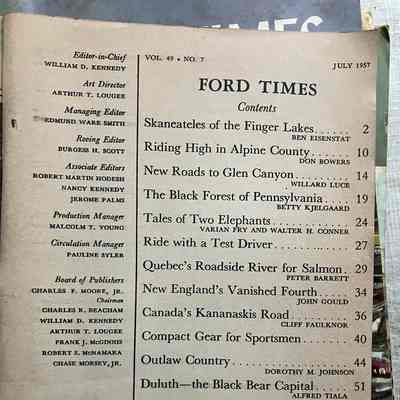 TIMES
Editor-in-Chief
WILLIAM D. KENNEDY
Art Director
ARTHUR T. LOUGEE
Managing Editor
EDMUND WARE SMITH
Roving Editor
BURGESS H. SCOTT
Associate Editors
ROBERT MARTIN HODESH
NANCY KENNEDY
JEROME PALMS
Production Manager
MALCOLM T. YOUNG
Circulation Manager
PAULINE SYLER
Board of Publishers
CHARLES F. MOORE, JR.
Chairman
CHARLES R. BEACHAM
WILLIAM D. KENNEDY
ARTHUR T. LOUGEE
FRANK J. McGINNIS
ROBERT S. McNAMARA
CHASE MORSEY, JR.
VOL. 49 • NO. 7
JULY 1957
FORD TIMES
Contents
Skaneateles of the Finger Lakes...... 2
BEN EISENSTAT
Riding High in Alpine County....... 10
DON BOWERS
New Roads to Glen Canyon......... 14
WILLARD LUCE
The Black Forest of Pennsylvania.... 19
BETTY KJELGAARD
Tales of Two Elephants............ 24
VARIAN FRY AND WALTER H. CONNER
Ride with a Test Driver............ 27
Quebec's Roadside River for Salmon. 29
PETER BARRETT
New England's Vanished Fourth.... 34
JOHN GOULD
Canada's Kananaskis Road........ 36
CLIFF FAULKNOR
Compact Gear for Sportsmen....... 40
Outlaw Country................. 44
DOROTHY M. JOHNSON
Duluth—the Black Bear Capital..... 51
ALFRED TIALA